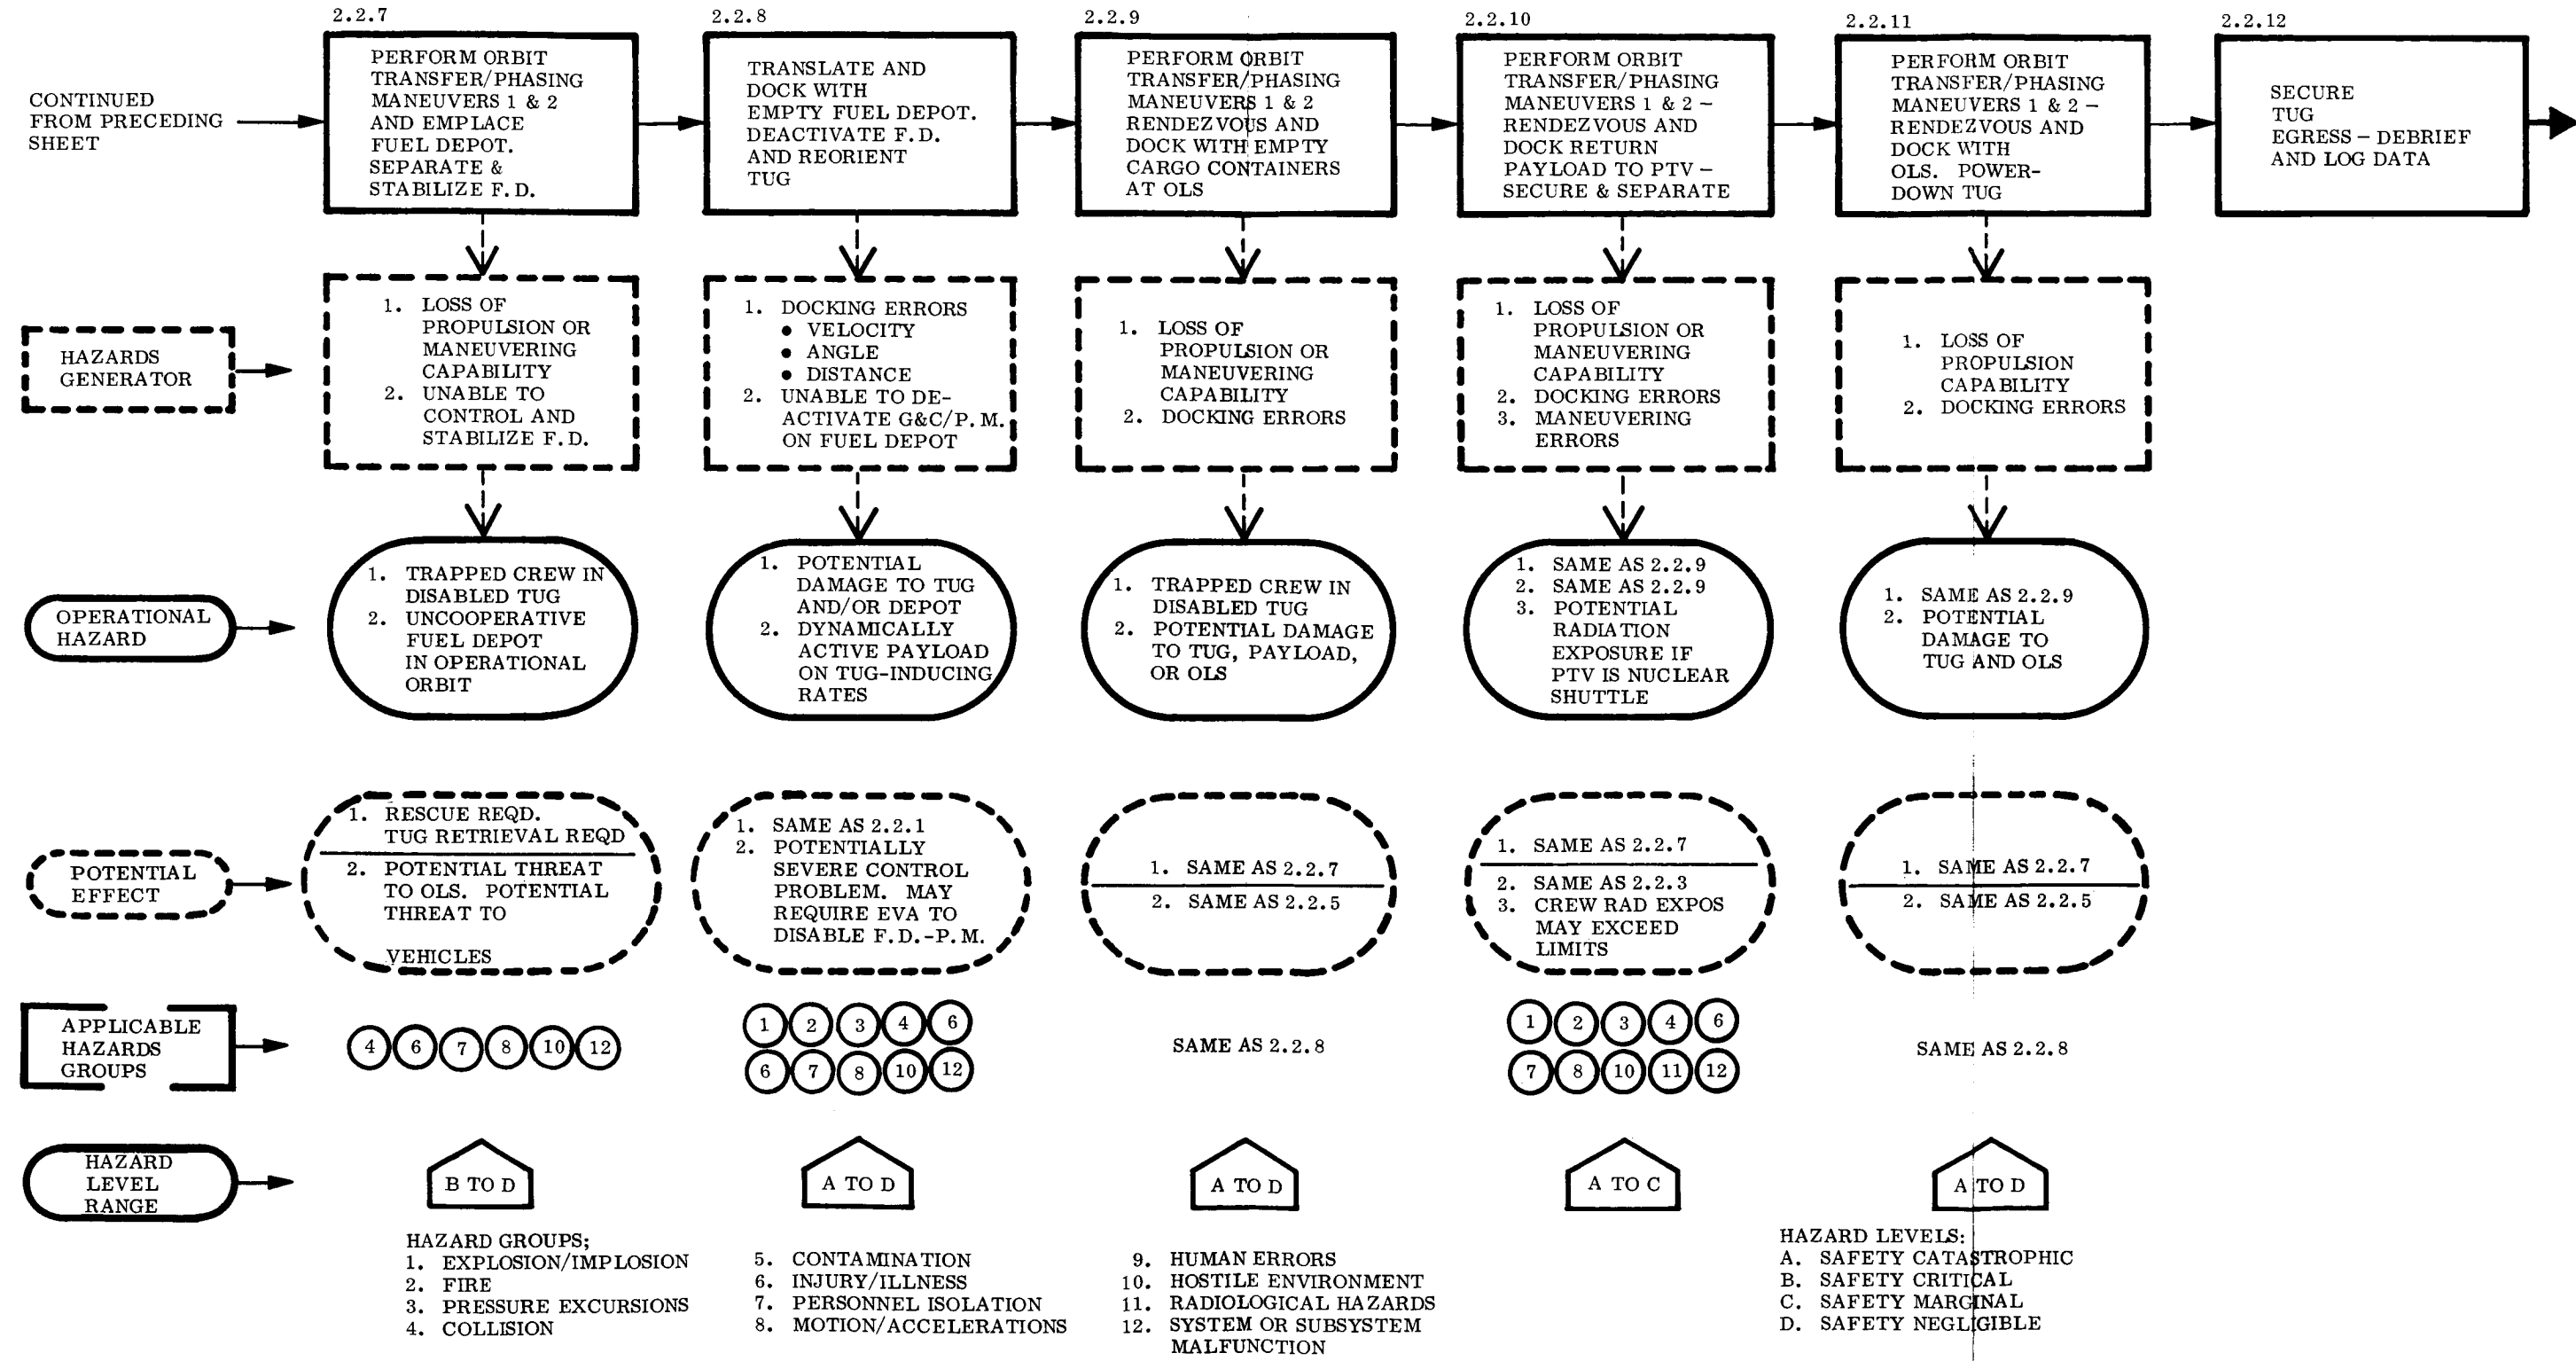 2.2.7
2.2.8
2.2.9
2.2.10
2.2.11
2.2.12
CONTINUED
FROM PRECEDING
SHEET
PERFORM ORBIT
TRANSFER/PHASING
MANEUVERS 1 & 2
AND EMPLACE
FUEL DEPOT.
SEPARATE &
STABILIZE F.D.
TRANSLATE AND
DOCK WITH
EMPTY FUEL DEPOT.
DEACTIVATE F.D.
AND REORIENT
TUG
PERFORM ORBIT
TRANSFER/PHASING
MANEUVERS 1 & 2
RENDEZVOUS AND
DOCK WITH EMPTY
CARGO CONTAINERS
AT OLS
PERFORM ORBIT
TRANSFER/PHASING
MANEUVERS 1 & 2 –
RENDEZVOUS AND
DOCK RETURN
PAYLOAD TO PTV –
SECURE & SEPARATE
PERFORM ORBIT
TRANSFER/PHASING
MANEUVERS 1 & 2 –
RENDEZVOUS AND
DOCK WITH
OLS. POWER-
DOWN TUG
SECURE
TUG
EGRESS – DEBRIEF
AND LOG DATA
HAZARDS
GENERATOR
1. LOSS OF
PROPULSION OR
MANEUVERING
CAPABILITY
2. UNABLE TO
CONTROL AND
STABILIZE F.D.
1. DOCKING ERRORS
• VELOCITY
• ANGLE
• DISTANCE
2. UNABLE TO DE-
ACTIVATE G&C/P.M.
ON FUEL DEPOT
1. LOSS OF
PROPULSION OR
MANEUVERING
CAPABILITY
2. DOCKING ERRORS
1. LOSS OF
PROPULSION OR
MANEUVERING
CAPABILITY
2. DOCKING ERRORS
3. MANEUVERING
ERRORS
1. LOSS OF
PROPULSION
CAPABILITY
2. DOCKING ERRORS
OPERATIONAL
HAZARD
1. TRAPPED CREW IN
DISABLED TUG
2. UNCOOPERATIVE
FUEL DEPOT
IN OPERATIONAL
ORBIT
1. POTENTIAL
DAMAGE TO TUG
AND/OR DEPOT
2. DYNAMICALLY
ACTIVE PAYLOAD
ON TUG-INDUCING
RATES
1. TRAPPED CREW IN
DISABLED TUG
2. POTENTIAL DAMAGE
TO TUG, PAYLOAD,
OR OLS
1. SAME AS 2.2.9
2. SAME AS 2.2.9
3. POTENTIAL
RADIATION
EXPOSURE IF
PTV IS NUCLEAR
SHUTTLE
1. SAME AS 2.2.9
2. POTENTIAL
DAMAGE TO
TUG AND OLS
POTENTIAL
EFFECT
1. RESCUE REQD.
TUG RETRIEVAL REQD
2. POTENTIAL THREAT
TO OLS. POTENTIAL
THREAT TO
VEHICLES
1. SAME AS 2.2.1
2. POTENTIALLY
SEVERE CONTROL
PROBLEM. MAY
REQUIRE EVA TO
DISABLE F.D.-P.M.
1. SAME AS 2.2.7
2. SAME AS 2.2.5
1. SAME AS 2.2.7
2. SAME AS 2.2.3
3. CREW RAD EXPOS
MAY EXCEED
LIMITS
1. SAME AS 2.2.7
2. SAME AS 2.2.5
APPLICABLE
HAZARDS
GROUPS
4 6 7 8 10 12
1 2 3 4 6
6 7 8 10 12
SAME AS 2.2.8
1 2 3 4 6
7 8 10 11 12
SAME AS 2.2.8
HAZARD
LEVEL
RANGE
B TO D
A TO D
A TO D
A TO C
A TO D
HAZARD GROUPS;
1. EXPLOSION/IMPLOSION
2. FIRE
3. PRESSURE EXCURSIONS
4. COLLISION
5. CONTAMINATION
6. INJURY/ILLNESS
7. PERSONNEL ISOLATION
8. MOTION/ACCELERATIONS
9. HUMAN ERRORS
10. HOSTILE ENVIRONMENT
11. RADIOLOGICAL HAZARDS
12. SYSTEM OR SUBSYSTEM
MALFUNCTION
HAZARD LEVELS:
A. SAFETY CATASTROPHIC
B. SAFETY CRITICAL
C. SAFETY MARGINAL
D. SAFETY NEGLIGIBLE